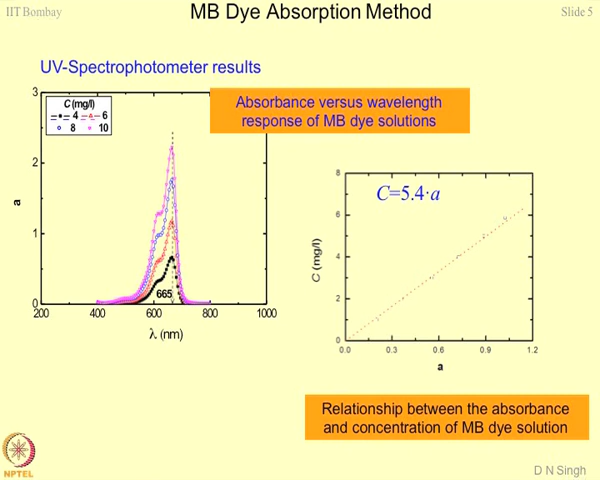 IIT Bombay
MB Dye Absorption Method
Slide 5
UV-Spectrophotometer results
Absorbance versus wavelength
response of MB dye solutions
C (mg/l)
4 6
8 10
3
2
1
0
a
665
200 400 600 800 1000
λ (nm)
C=5.4·a
8
6
4
2
0
C (mg/l)
0.0 0.3 0.6 0.9 1.2
a
Relationship between the absorbance
and concentration of MB dye solution
NPTEL
D N Singh